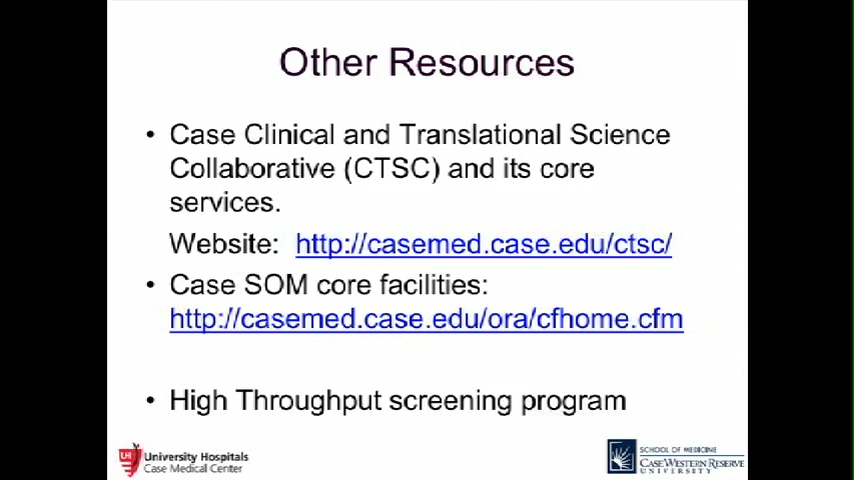 Other Resources
• Case Clinical and Translational Science
Collaborative (CTSC) and its core
services.
Website: http://casemed.case.edu/ctsc/
• Case SOM core facilities:
http://casemed.case.edu/ora/cfhome.cfm
• High Throughput screening program
UH University Hospitals
Case Medical Center
SCHOOL OF MEDICINE
CASE WESTERN RESERVE
UNIVERSITY